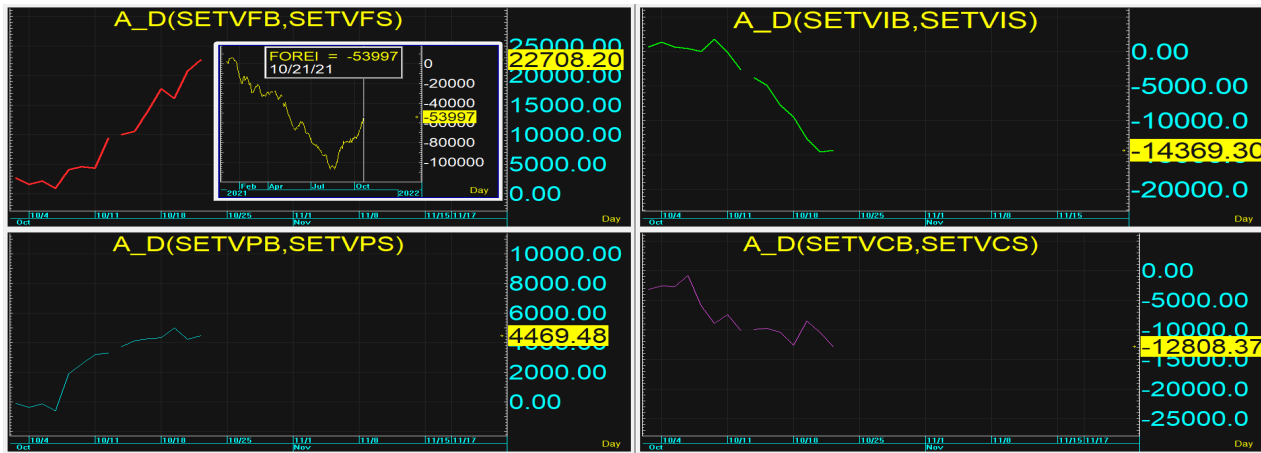 A_D(SETVFB,SETVFS)
25000.00
22708.20
20000.00
15000.00
10000.00
5000.00
0.00
FOREI = -53997
10/21/21
0
-20000
-40000
-53997
-60000
-80000
-100000
Feb Apr Jul Oct
2021 2022
Day
10/4 10/11 10/18 10/25 11/1 11/8 11/15 11/17
Oct Nov
Day
A_D(SETVIB,SETVIS)
0.00
-5000.00
-10000.0
-14369.30
-20000.0
10/4 10/11 10/18 10/25 11/1 11/8 11/15
Oct Nov
Day
A_D(SETVPB,SETVPS)
10000.00
8000.00
6000.00
4469.48
4000.00
2000.00
0.00
10/4 10/11 10/18 10/25 11/1 11/8 11/15 11/17
Oct Nov
Day
A_D(SETVCB,SETVCS)
0.00
-5000.00
-10000.0
-12808.37
-15000.0
-20000.0
-25000.0
10/4 10/11 10/18 10/25 11/1 11/8 11/15 11/17
Oct Nov
Day